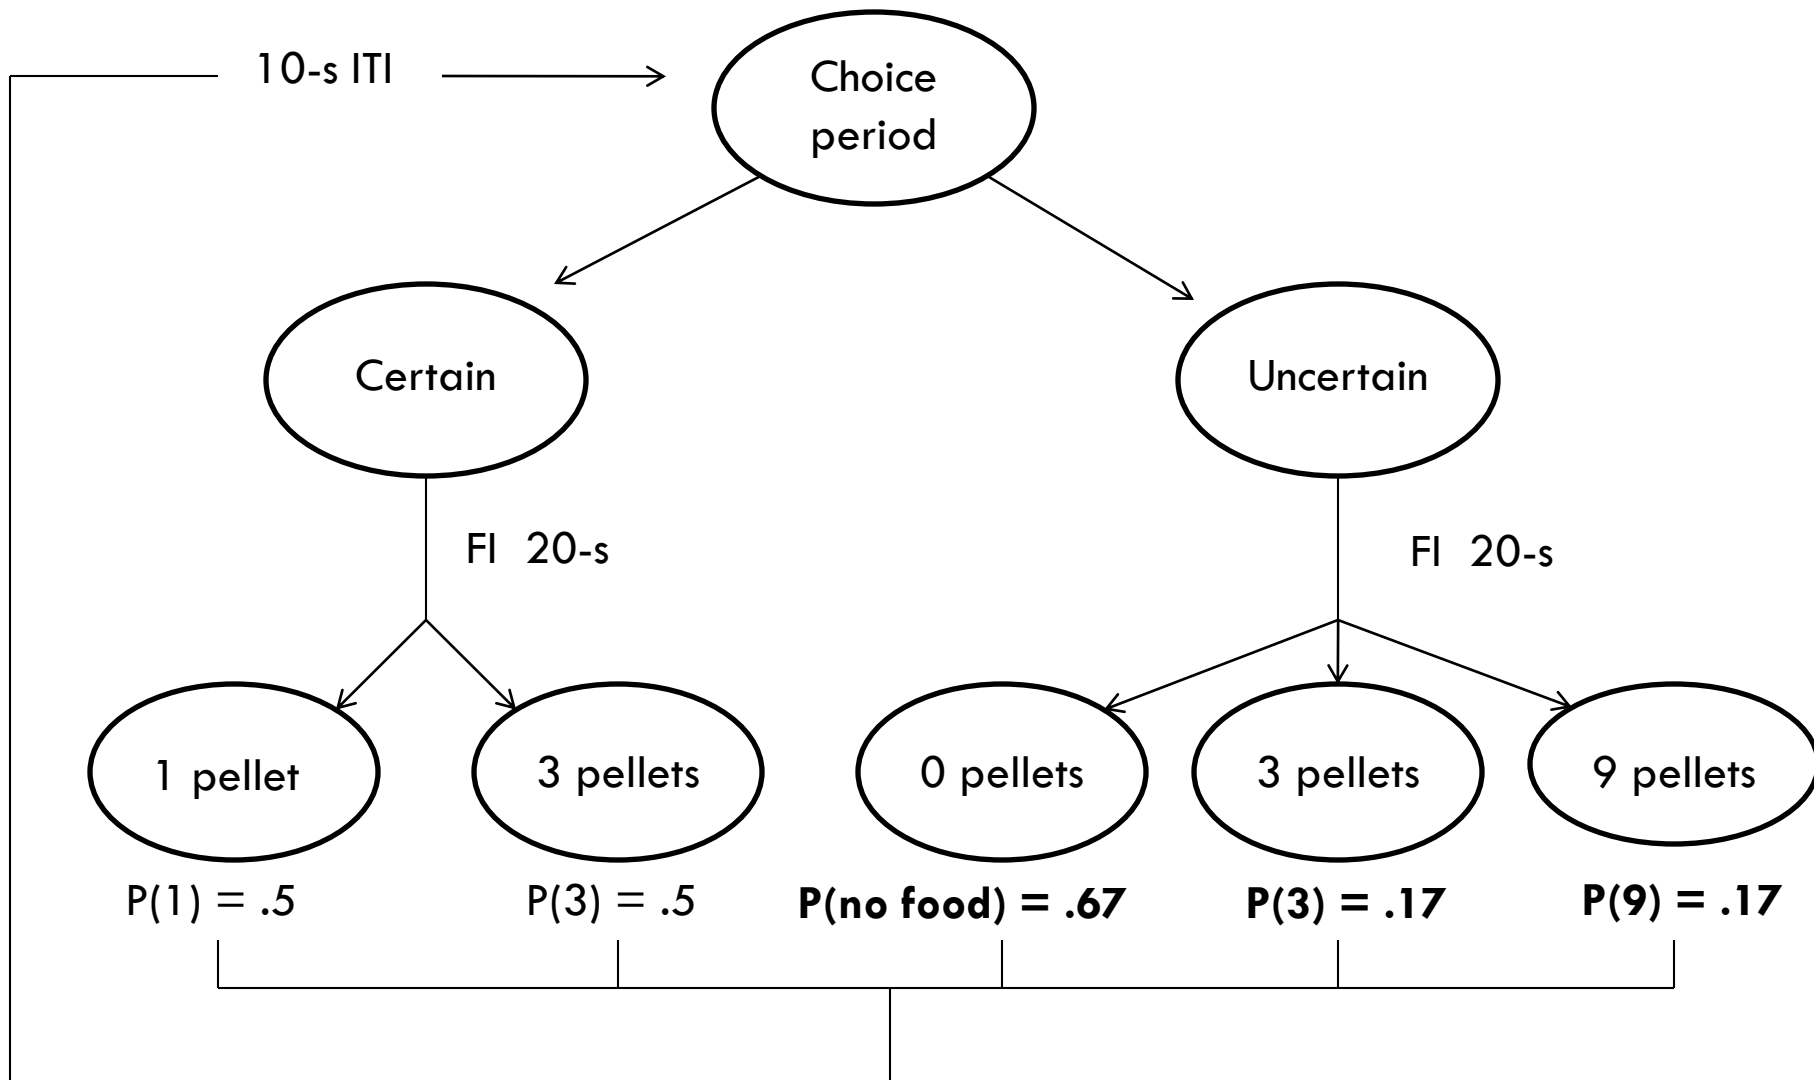 10-s ITI
Choice
period
Certain
Uncertain
FI 20-s
FI 20-s
1 pellet
3 pellets
0 pellets
3 pellets
9 pellets
P(1) = .5
P(3) = .5
P(no food) = .67
P(3) = .17
P(9) = .17